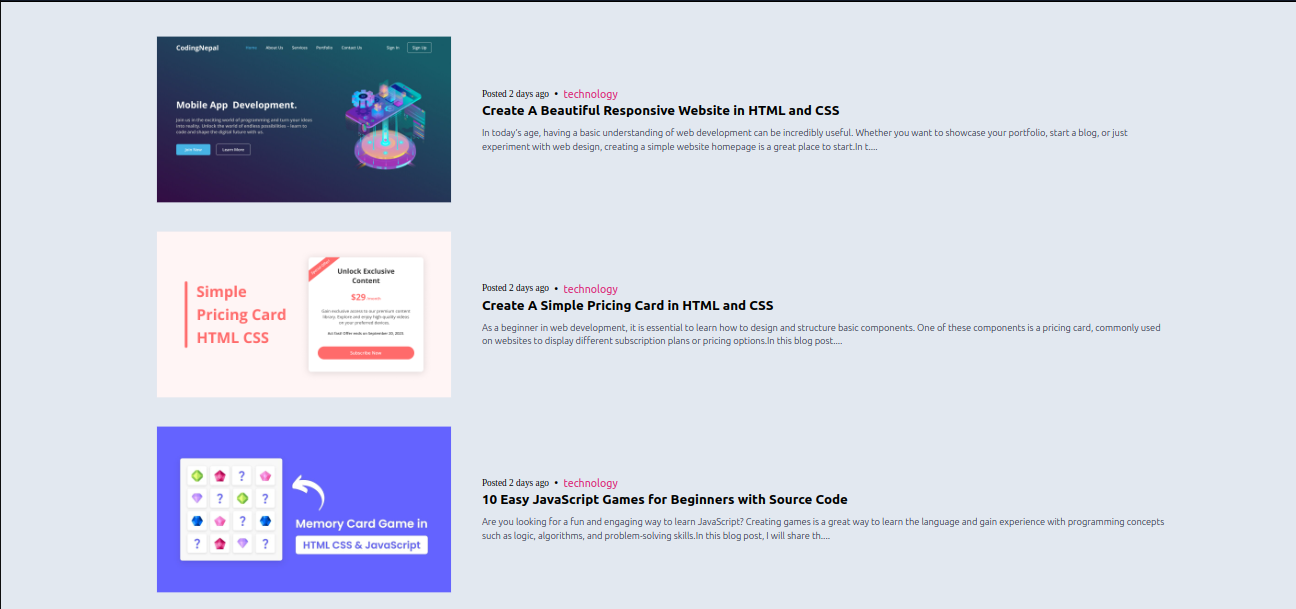 CodingNepal
Home About Us Services Portfolio Contact Us Sign In Sign Up
Mobile App Development.
Join us in the exciting world of programming and turn your ideas
into reality. Unlock the world of endless possibilities - learn to
code and shape the digital future with us.
Join Now Learn More
Posted 2 days ago • technology
Create A Beautiful Responsive Website in HTML and CSS
In today's age, having a basic understanding of web development can be incredibly useful. Whether you want to showcase your portfolio, start a blog, or just
experiment with web design, creating a simple website homepage is a great place to start.In t....
Simple
Pricing Card
HTML CSS
Unlock Exclusive
Content
$29
Gain exclusive access to our premium content
library. Explore and enjoy high-quality videos
on your preferred devices.
Subscribe Now
Posted 2 days ago • technology
Create A Simple Pricing Card in HTML and CSS
As a beginner in web development, it is essential to learn how to design and structure basic components. One of these components is a pricing card, commonly used
on websites to display different subscription plans or pricing options.In this blog post....
? ? ? ? ? ?
Memory Card Game in
HTML CSS & JavaScript
Posted 2 days ago • technology
10 Easy JavaScript Games for Beginners with Source Code
Are you looking for a fun and engaging way to learn JavaScript? Creating games is a great way to learn the language and gain experience with programming concepts
such as logic, algorithms, and problem-solving skills.In this blog post, I will share th....